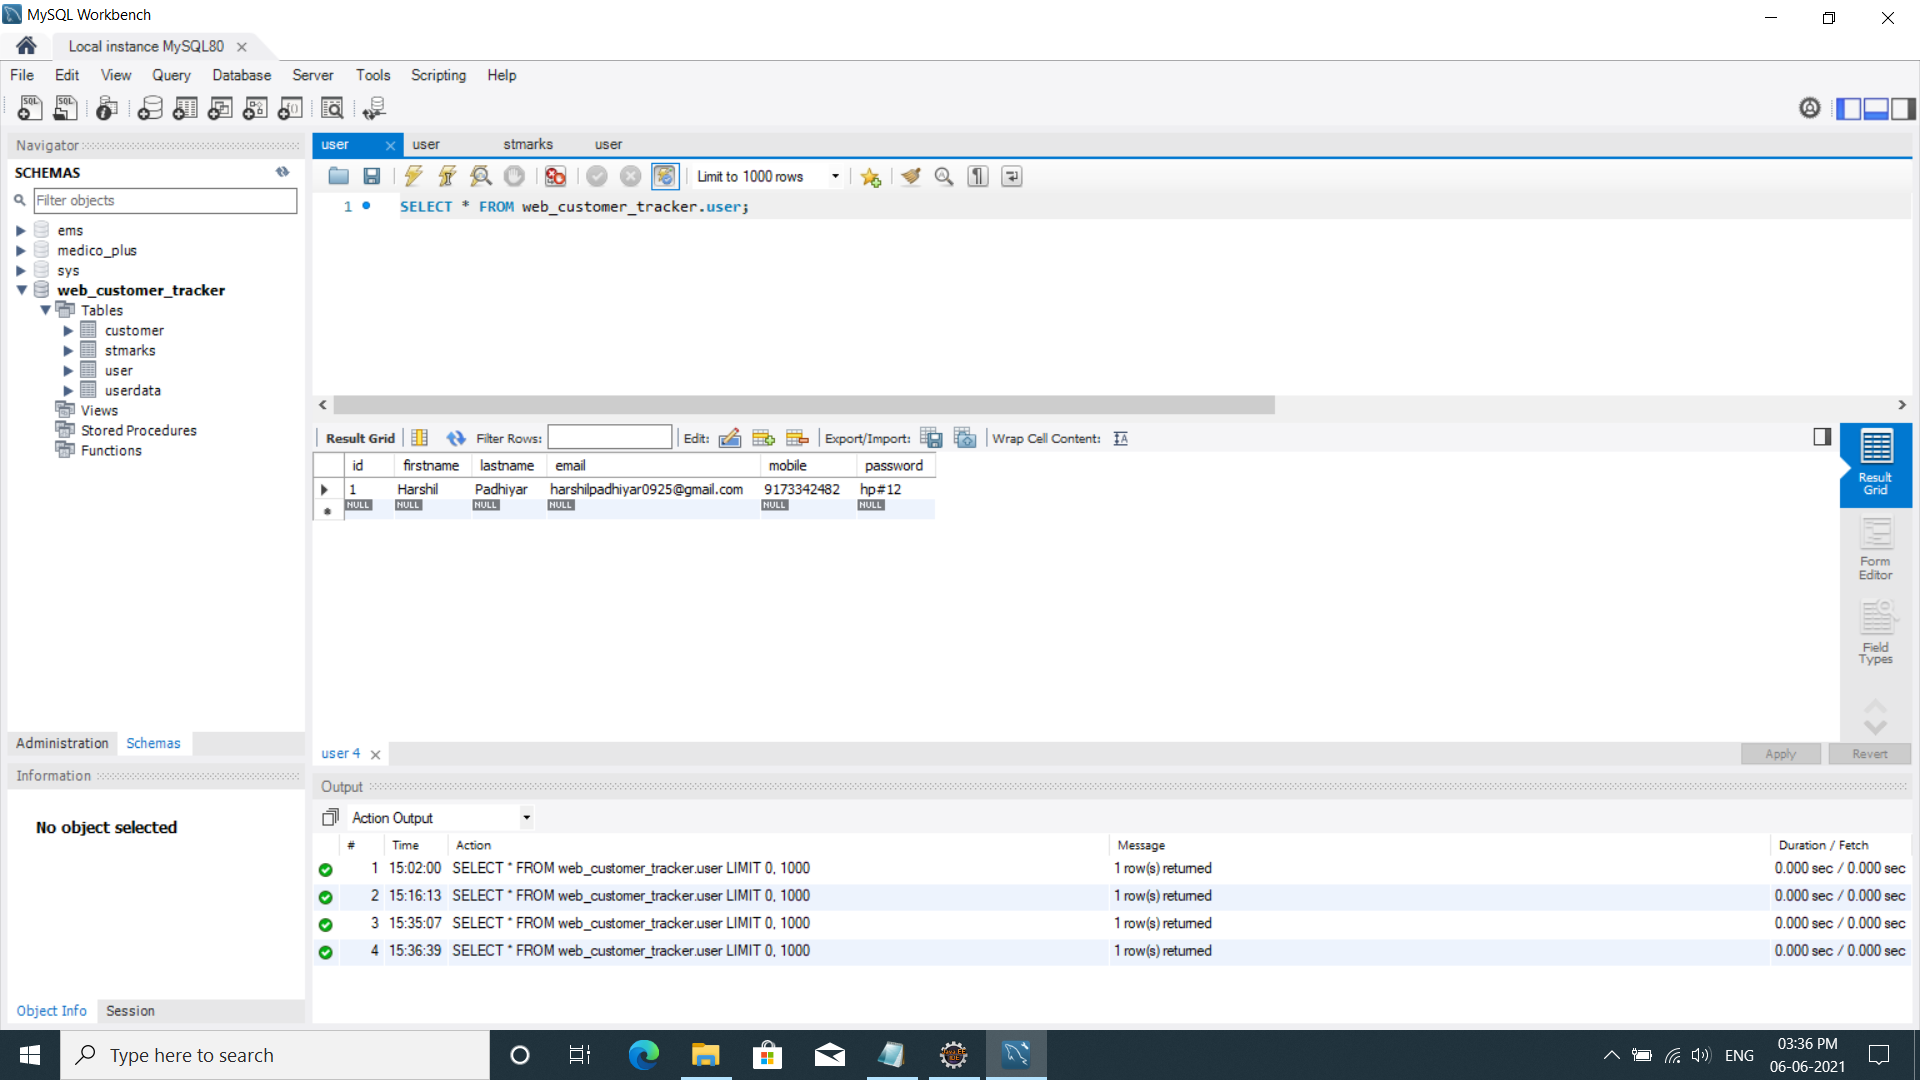 MySQL Workbench
Local instance MySQL80
File Edit View Query Database Server Tools Scripting Help
Navigator
SCHEMAS
Filter objects
ems
medico_plus
sys
web_customer_tracker
Tables
customer
stmarks
user
userdata
Views
Stored Procedures
Functions
Administration Schemas
Information
No object selected
Object Info Session
user user stmarks user
Limit to 1000 rows
1 SELECT * FROM web_customer_tracker.user;
Result Grid Filter Rows: Edit: Export/Import: Wrap Cell Content:
id firstname lastname email mobile password
1 Harshil Padhiyar harshilpadhiyar0925@gmail.com 9173342482 hp#12
NULL NULL NULL NULL NULL NULL
Result
Grid
Form
Editor
Field
Types
user 4
Apply Revert
Output
Action Output
# Time Action Message Duration / Fetch
1 15:02:00 SELECT * FROM web_customer_tracker.user LIMIT 0, 1000 1 row(s) returned 0.000 sec / 0.000 sec
2 15:16:13 SELECT * FROM web_customer_tracker.user LIMIT 0, 1000 1 row(s) returned 0.000 sec / 0.000 sec
3 15:35:07 SELECT * FROM web_customer_tracker.user LIMIT 0, 1000 1 row(s) returned 0.000 sec / 0.000 sec
4 15:36:39 SELECT * FROM web_customer_tracker.user LIMIT 0, 1000 1 row(s) returned 0.000 sec / 0.000 sec
Type here to search
ENG
03:36 PM
06-06-2021